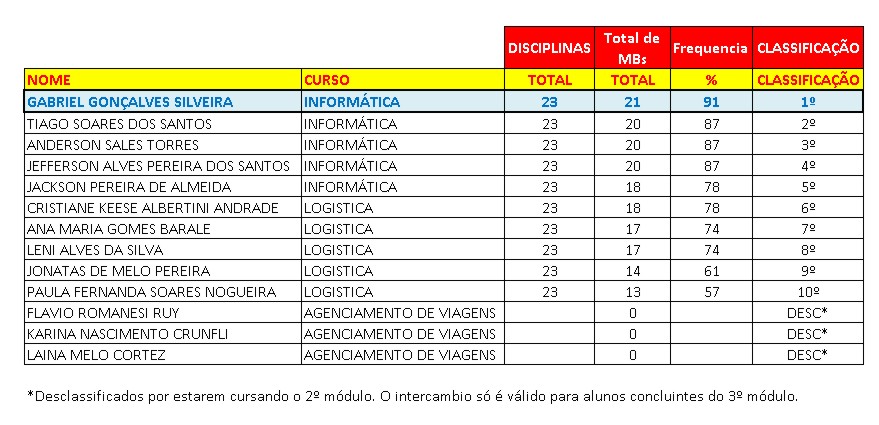 DISCIPLINAS Total de MBs Frequencia CLASSIFICAÇÃO
NOME CURSO TOTAL TOTAL % CLASSIFICAÇÃO
GABRIEL GONÇALVES SILVEIRA INFORMÁTICA 23 21 91 1º
TIAGO SOARES DOS SANTOS INFORMÁTICA 23 20 87 2º
ANDERSON SALES TORRES INFORMÁTICA 23 20 87 3º
JEFFERSON ALVES PEREIRA DOS SANTOS INFORMÁTICA 23 20 87 4º
JACKSON PEREIRA DE ALMEIDA INFORMÁTICA 23 18 78 5º
CRISTIANE KEESE ALBERTINI ANDRADE LOGISTICA 23 18 78 6º
ANA MARIA GOMES BARALE LOGISTICA 23 17 74 7º
LENI ALVES DA SILVA LOGISTICA 23 17 74 8º
JONATAS DE MELO PEREIRA LOGISTICA 23 14 61 9º
PAULA FERNANDA SOARES NOGUEIRA LOGISTICA 23 13 57 10º
FLAVIO ROMANESI RUY AGENCIAMENTO DE VIAGENS 0 DESC*
KARINA NASCIMENTO CRUNFLI AGENCIAMENTO DE VIAGENS 0 DESC*
LAINA MELO CORTEZ AGENCIAMENTO DE VIAGENS 0 DESC*
*Desclassificados por estarem cursando o 2º módulo. O intercambio só é válido para alunos concluintes do 3º módulo.